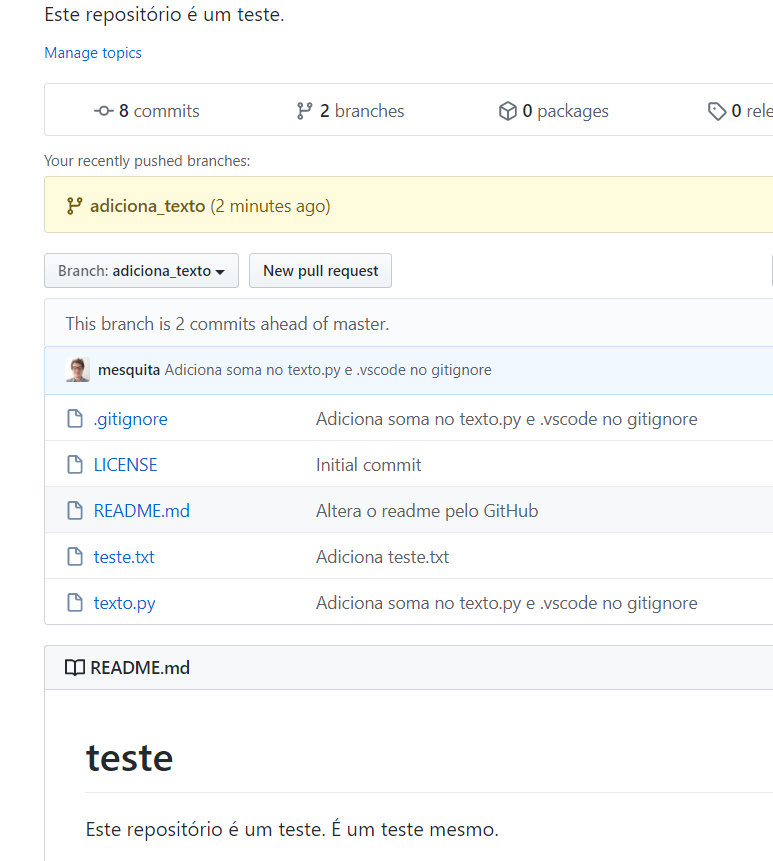 Este repositório é um teste.
Manage topics
8 commits 2 branches 0 packages 0 rele
Your recently pushed branches:
adiciona_texto (2 minutes ago)
Branch: adiciona_texto New pull request
This branch is 2 commits ahead of master.
mesquita Adiciona soma no texto.py e .vscode no gitignore
.gitignore Adiciona soma no texto.py e .vscode no gitignore
LICENSE Initial commit
README.md Altera o readme pelo GitHub
teste.txt Adiciona teste.txt
texto.py Adiciona soma no texto.py e .vscode no gitignore
README.md
teste
Este repositório é um teste. É um teste mesmo.